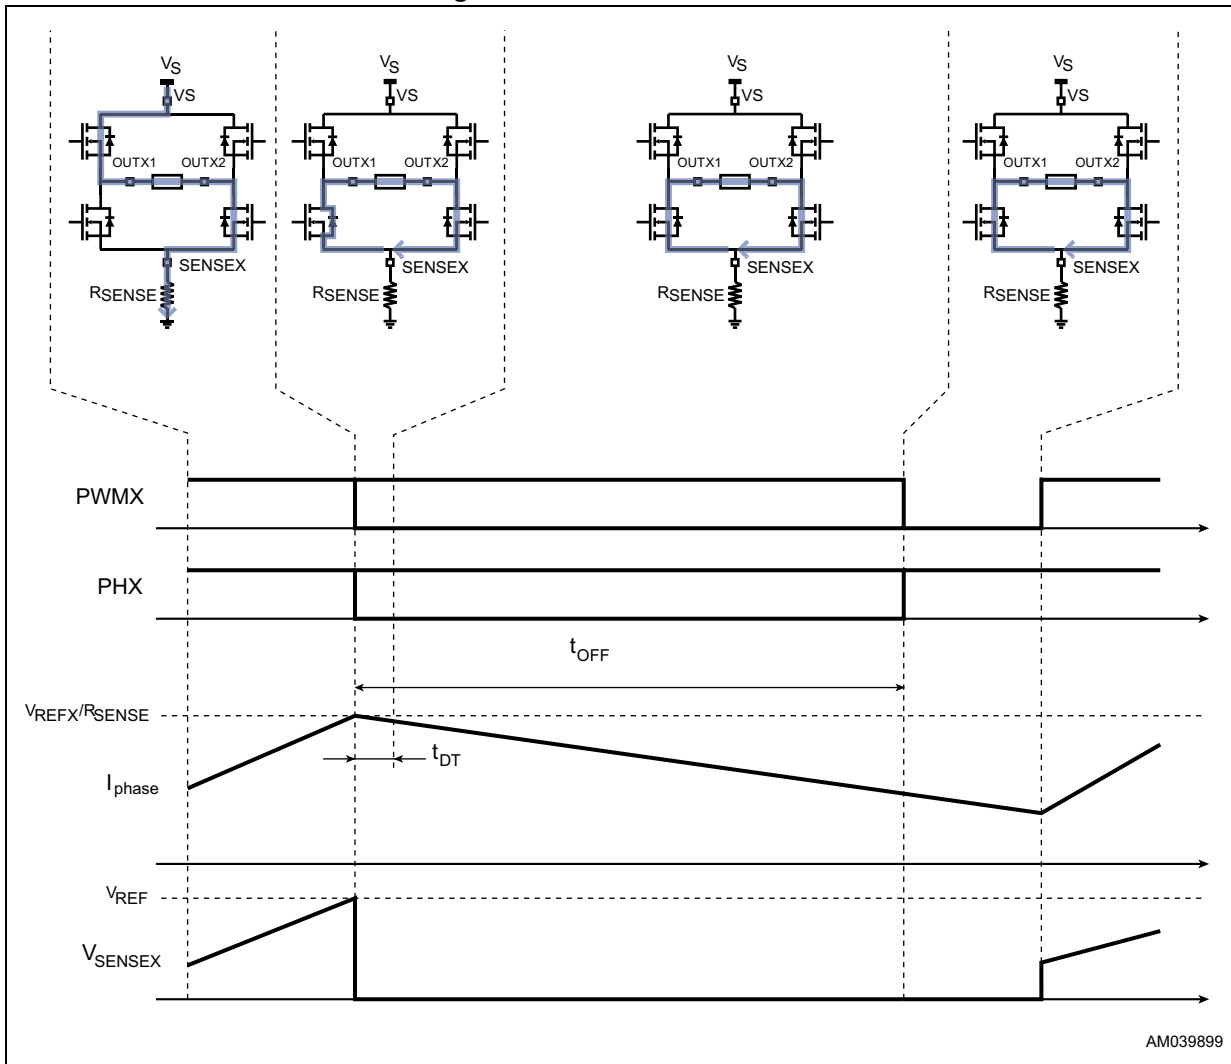 VS
VS
OUTX1 OUTX2
SENSEX
RSENSE
VS
VS
OUTX1 OUTX2
SENSEX
RSENSE
VS
VS
OUTX1 OUTX2
SENSEX
RSENSE
VS
VS
OUTX1 OUTX2
SENSEX
RSENSE
PWMX
PHX
tOFF
VREFX/RSENSE
tDT
Iphase
VREF
VSENSEX
AM039899